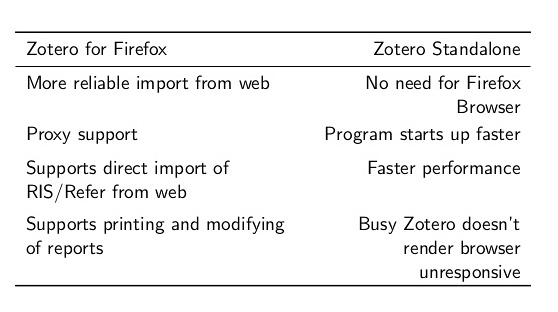 Zotero for Firefox Zotero Standalone
More reliable import from web No need for Firefox
Browser
Proxy support Program starts up faster
Supports direct import of Faster performance
RIS/Refer from web
Supports printing and modifying Busy Zotero doesn't
of reports render browser
unresponsive